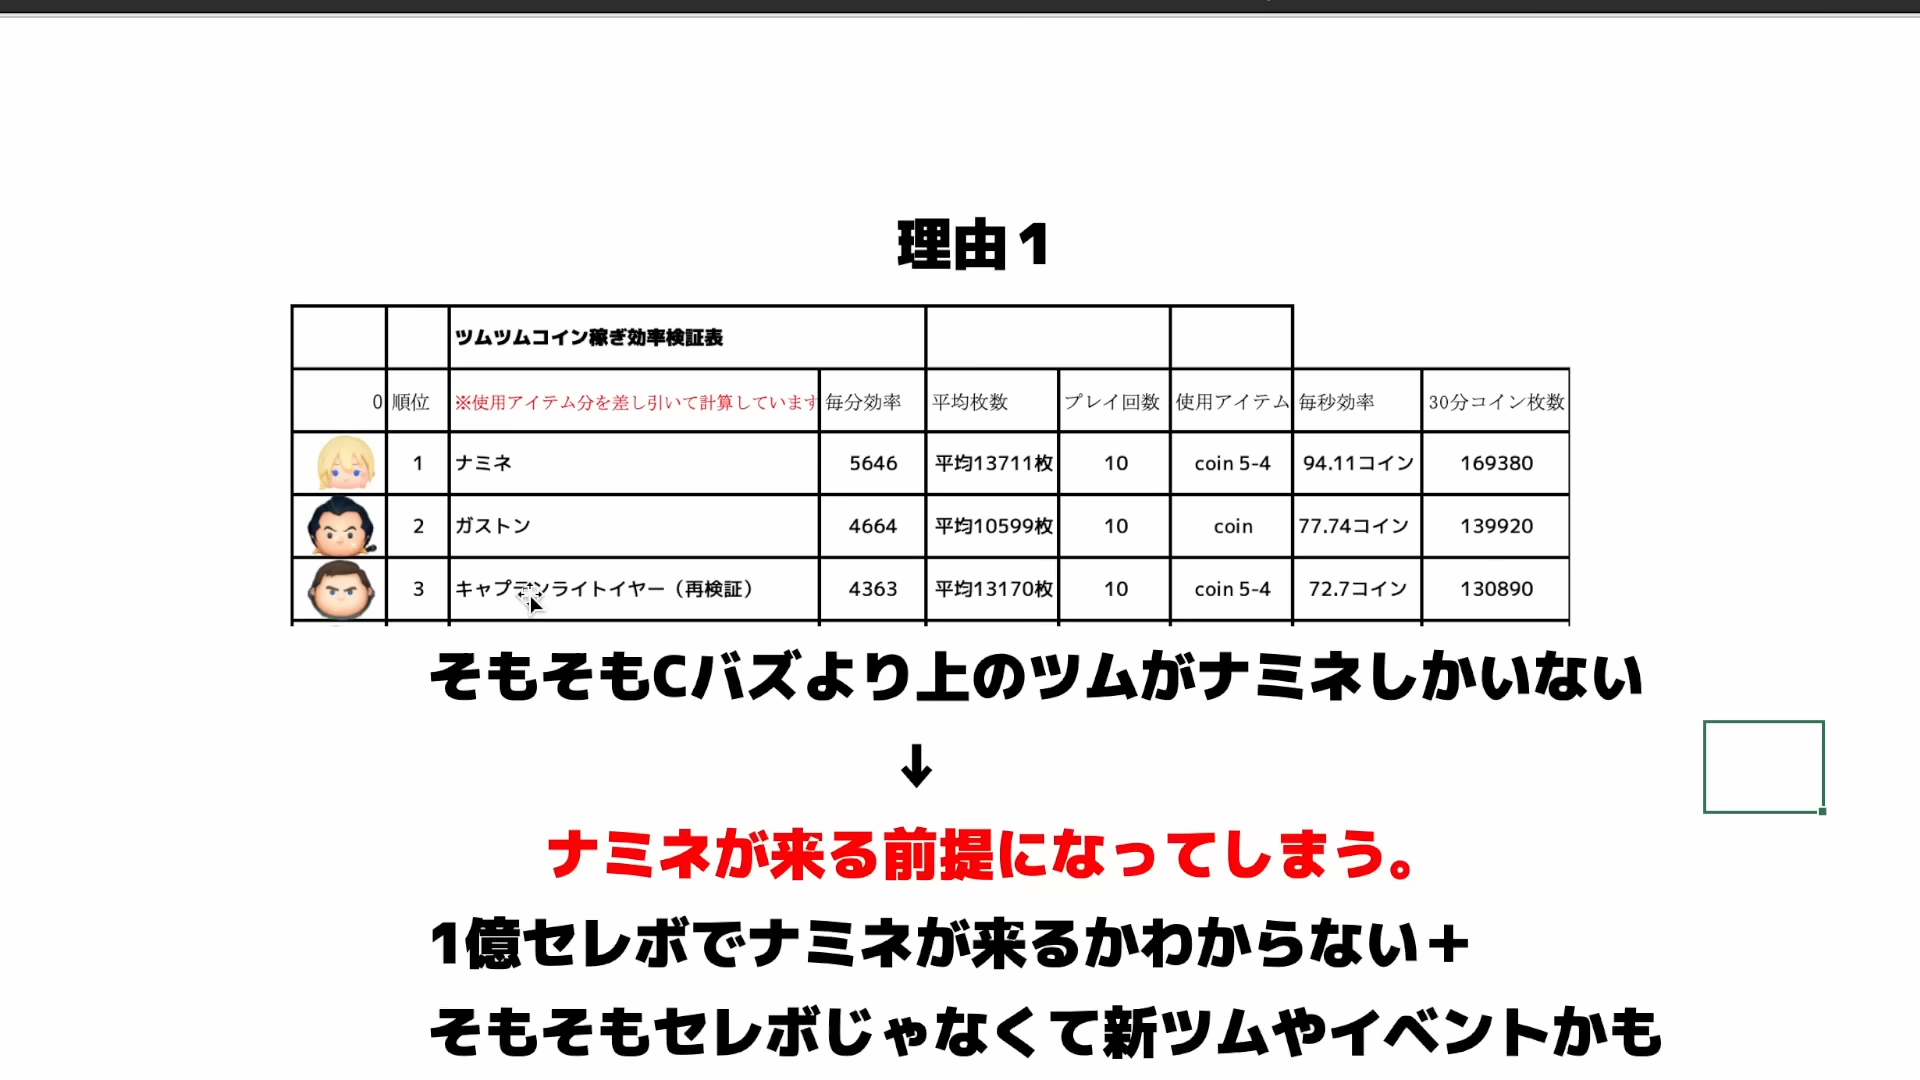 理由1
ツムツムコイン稼ぎ効率検証表
0 順位 ※使用アイテム分を差し引いて計算しています 毎分効率 平均枚数 プレイ回数 使用アイテム 毎秒効率 30分コイン枚数
1 ナミネ 5646 平均13711枚 10 coin 5-4 94.11コイン 169380
2 ガストン 4664 平均10599枚 10 coin 77.74コイン 139920
3 キャプテンライトイヤー（再検証） 4363 平均13170枚 10 coin 5-4 72.7コイン 130890
そもそもCバズより上のツムがナミネしかいない
↓
ナミネが来る前提になってしまう。
1億セレボでナミネが来るかわからない＋
そもそもセレボじゃなくて新ツムやイベントかも